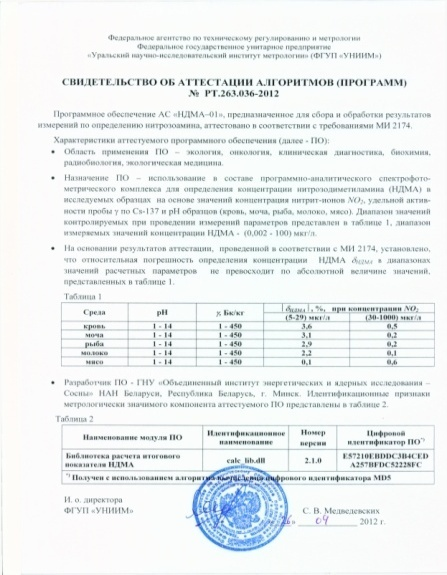 Федеральное агентство по техническому регулированию и метрологии
Федеральное государственное унитарное предприятие
«Уральский научно-исследовательский институт метрологии» (ФГУП «УНИИМ»)
СВИДЕТЕЛЬСТВО ОБ АТТЕСТАЦИИ АЛГОРИТМОВ (ПРОГРАММ)
№ РТ.263.036-2012
Программное обеспечение АС «НДМА–01», предназначенное для сбора и обработки результатов
измерений по определению нитрозоамина, аттестовано в соответствии с требованиями МИ 2174.
Характеристики аттестуемого программного обеспечения (далее - ПО):
• Область применения ПО – экология, онкология, клиническая диагностика, биохимия,
радиобиология, экологическая медицина.
• Назначение ПО – использование в составе программно-аналитического спектрофото-
метрического комплекса для определения концентрации нитрозодиметиламина (НДМА) в
исследуемых образцах на основе значений концентрации нитрит-ионов NO2, удельной актив-
ности пробы γ по Cs-137 и pH образцов (кровь, моча, рыба, молоко, мясо). Диапазон значений
контролируемых при проведении измерений параметров представлен в таблице 1, диапазон
измеряемых значений концентрации НДМА - (0,002 - 100) мкг/л.
• На основании результатов аттестации, проведенной в соответствии с МИ 2174, установлено,
что относительная погрешность определения концентрации НДМА δНДМА в диапазонах
значений расчетных параметров не превосходит по абсолютной величине значений,
представленных в таблице 1.
Таблица 1
Среда pH γ, Бк/кг |δНДМА|, %, при концентрации NO2
(5-29) мкг/л (30-1000) мкг/л
кровь 1 - 14 1 - 450 3,6 0,5
моча 1 - 14 1 - 450 3,1 0,2
рыба 1 - 14 1 - 450 2,9 0,2
молоко 1 - 14 1 - 450 2,2 0,1
мясо 1 - 14 1 - 450 0,1 0,6
• Разработчик ПО - ГНУ «Объединенный институт энергетических и ядерных исследования –
Сосны» НАН Беларуси, Республика Беларусь, г. Минск. Идентификационные признаки
метрологически значимого компонента аттестуемого ПО представлены в таблице 2.
Таблица 2
Наименование модуля ПО Идентификационное наименование Номер версии Цифровой идентификатор ПО*)
Библиотека расчета итогового показателя НДМА calc_lib.dll 2.1.0 E57210EBDDC3B4CED
A257BFDC52228FC
*) Получен с использованием алгоритма вычисления цифрового идентификатора MD5
И. о. директора
ФГУП «УНИИМ»
С. В. Медведевских
«26» 04 2012 г.